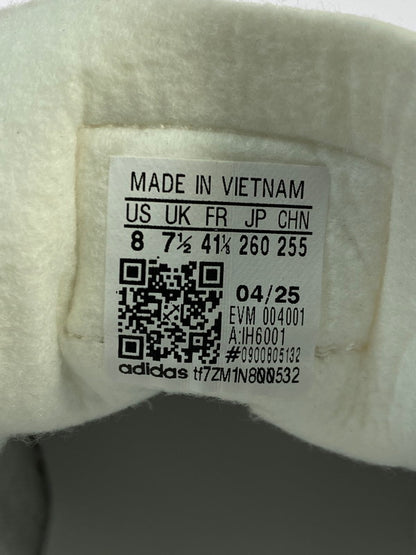 MADE IN VIETNAM
US UK FR JP CHN
8 7½ 41⅓ 260 255
04/25
EVM 004001
A:IH6001
#0900805132
adidas tf7ZM1N800532